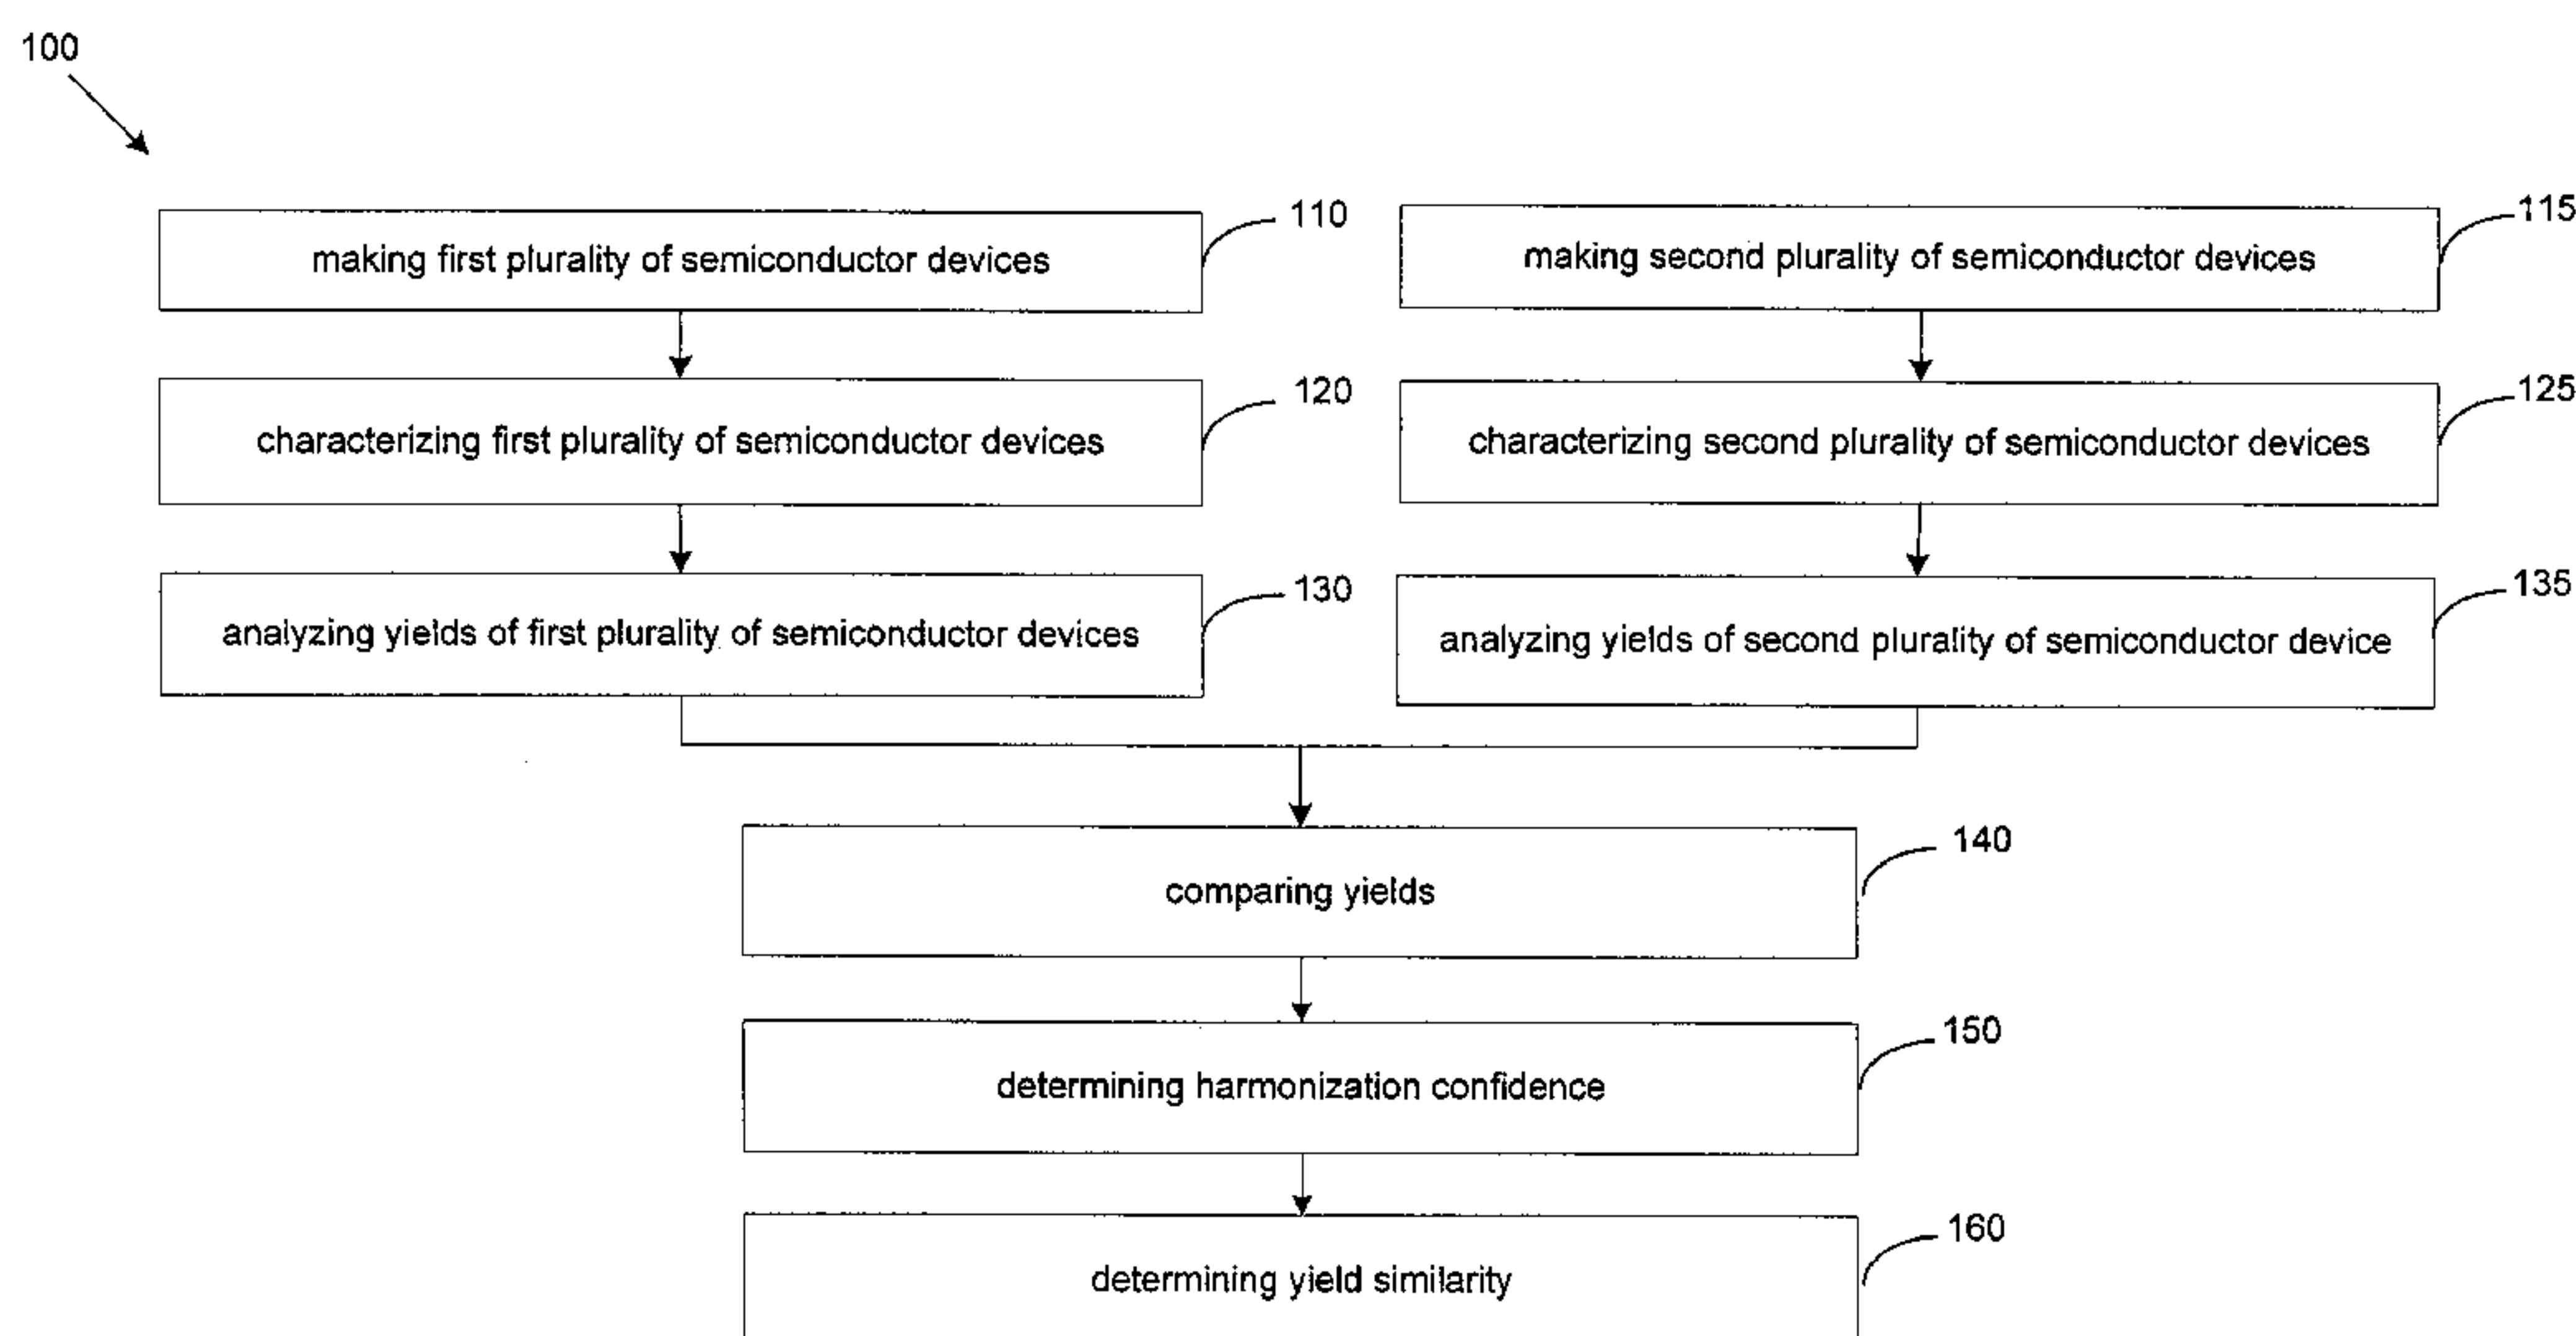 100
making first plurality of semiconductor devices
110
making second plurality of semiconductor devices
115
characterizing first plurality of semiconductor devices
120
characterizing second plurality of semiconductor devices
125
analyzing yields of first plurality of semiconductor devices
130
analyzing yields of second plurality of semiconductor device
135
comparing yields
140
determining harmonization confidence
150
determining yield similarity
160